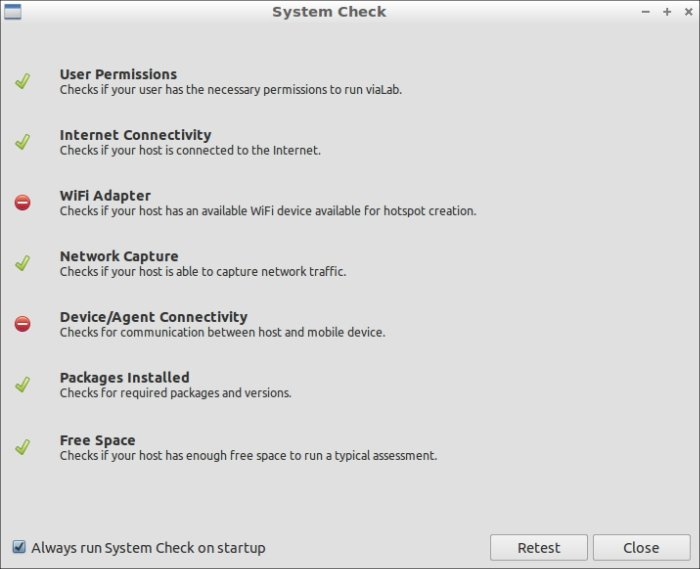 System Check
User Permissions
Checks if your user has the necessary permissions to run viaLab.
Internet Connectivity
Checks if your host is connected to the Internet.
WiFi Adapter
Checks if your host has an available WiFi device available for hotspot creation.
Network Capture
Checks if your host is able to capture network traffic.
Device/Agent Connectivity
Checks for communication between host and mobile device.
Packages Installed
Checks for required packages and versions.
Free Space
Checks if your host has enough free space to run a typical assessment.
Always run System Check on startup
Retest
Close